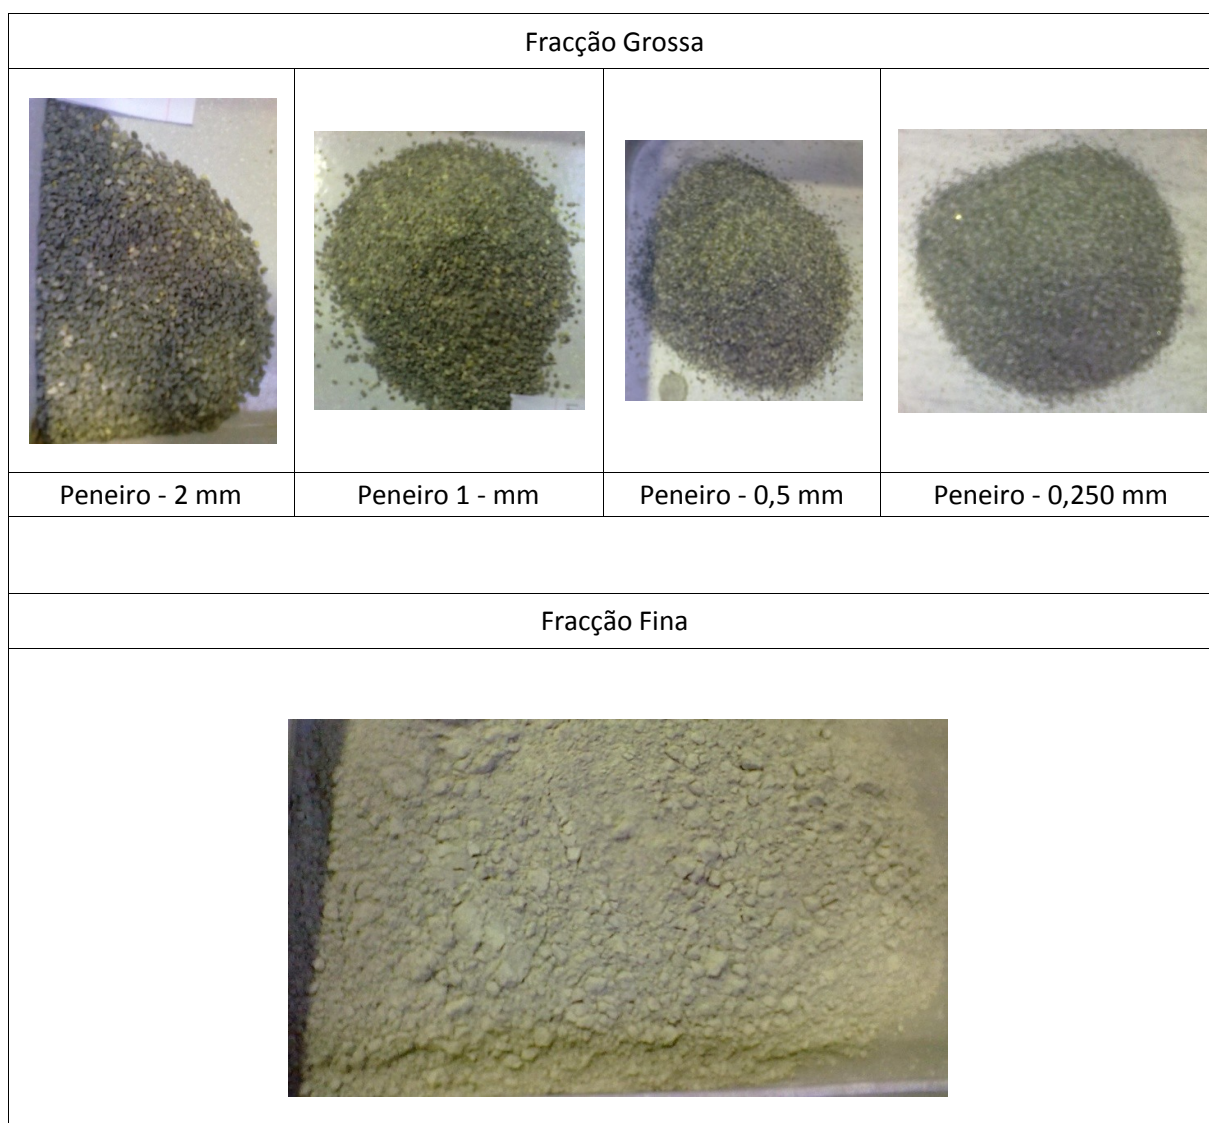 Fracção Grossa
Peneiro - 2 mm
Peneiro 1 - mm
Peneiro - 0,5 mm
Peneiro - 0,250 mm
Fracção Fina